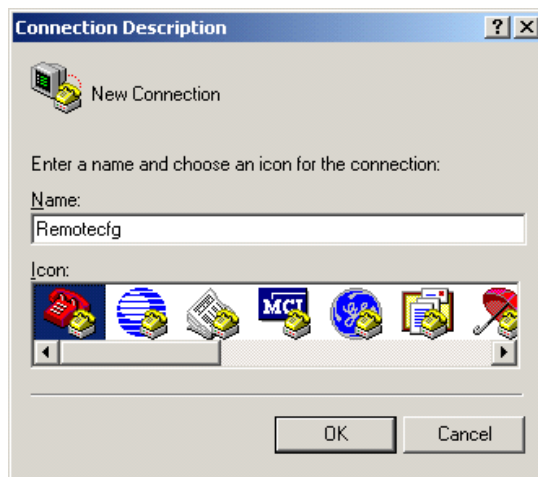 Connection Description
New Connection
Enter a name and choose an icon for the connection:
Name:
Remotecfg
Icon:
MCI
OK Cancel